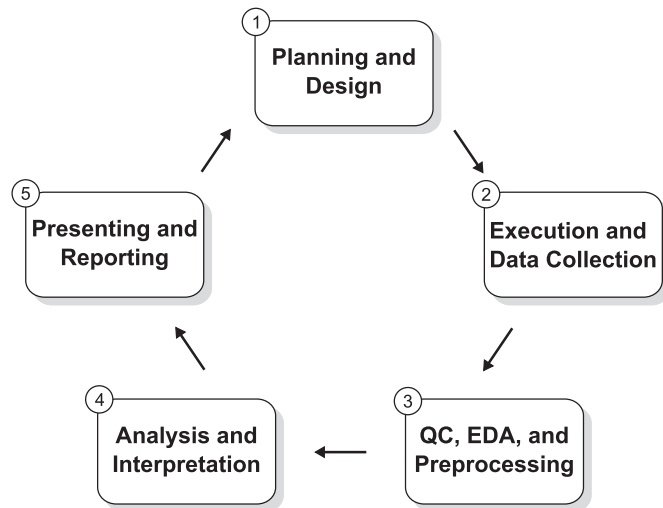 1
Planning and
Design
2
Execution and
Data Collection
3
QC, EDA, and
Preprocessing
4
Analysis and
Interpretation
5
Presenting and
Reporting